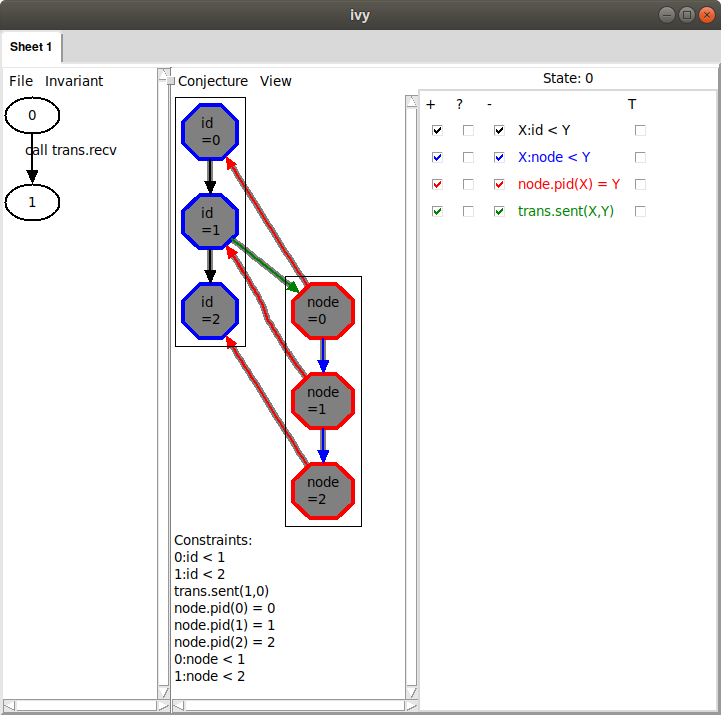 ivy
Sheet 1
File Invariant
0
call trans.recv
1
Conjecture View
id
=0
id
=1
id
=2
node
=0
node
=1
node
=2
Constraints:
0:id < 1
1:id < 2
trans.sent(1,0)
node.pid(0) = 0
node.pid(1) = 1
node.pid(2) = 2
0:node < 1
1:node < 2
State: 0
+ ? - T
X:id < Y
X:node < Y
node.pid(X) = Y
trans.sent(X,Y)